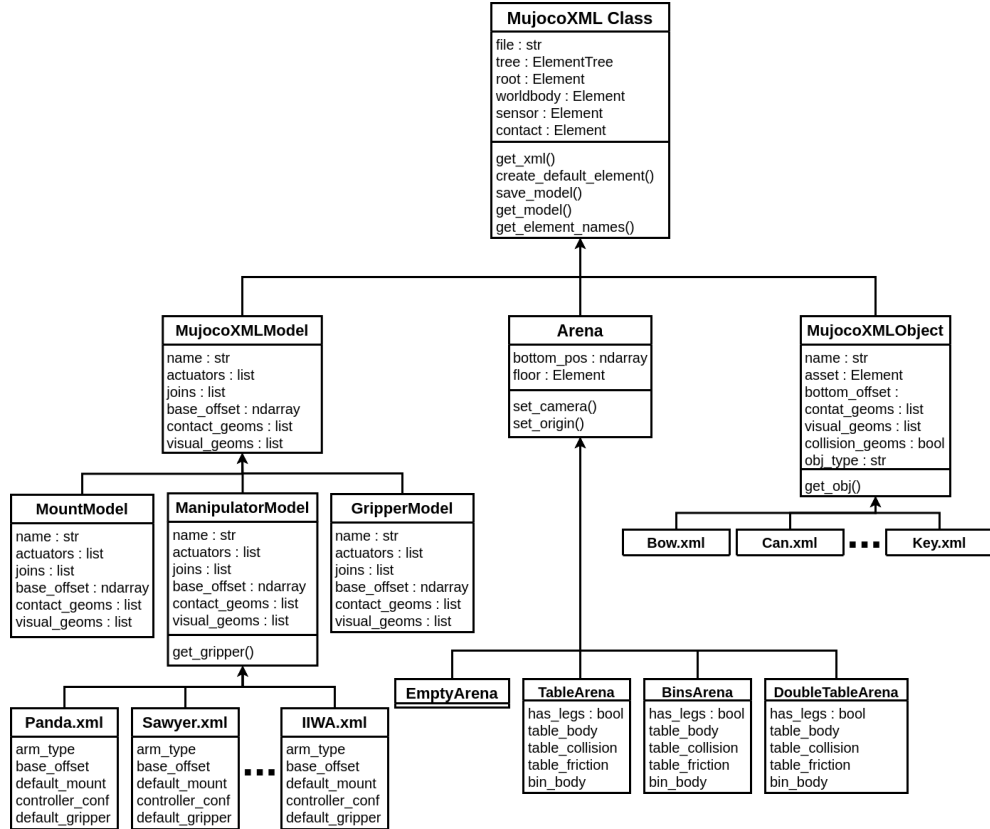 MujocoXML Class
file : str
tree : ElementTree
root : Element
worldbody : Element
sensor : Element
contact : Element
get_xml()
create_default_element()
save_model()
get_model()
get_element_names()
MujocoXMLModel
name : str
actuators : list
joins : list
base_offset : ndarray
contact_geoms : list
visual_geoms : list
Arena
bottom_pos : ndarray
floor : Element
set_camera()
set_origin()
MujocoXMLObject
name : str
asset : Element
bottom_offset :
contat_geoms : list
visual_geoms : list
collision_geoms : bool
obj_type : str
get_obj()
MountModel
name : str
actuators : list
joins : list
base_offset : ndarray
contact_geoms : list
visual_geoms : list
ManipulatorModel
name : str
actuators : list
joins : list
base_offset : ndarray
contact_geoms : list
visual_geoms : list
get_gripper()
GripperModel
name : str
actuators : list
joins : list
base_offset : ndarray
contact_geoms : list
visual_geoms : list
Bow.xml
Can.xml
Key.xml
Panda.xml
arm_type
base_offset
default_mount
controller_conf
default_gripper
Sawyer.xml
arm_type
base_offset
default_mount
controller_conf
default_gripper
IIWA.xml
arm_type
base_offset
default_mount
controller_conf
default_gripper
EmptyArena
TableArena
has_legs : bool
table_body
table_collision
table_friction
bin_body
BinsArena
has_legs : bool
table_body
table_collision
table_friction
bin_body
DoubleTableArena
has_legs : bool
table_body
table_collision
table_friction
bin_body